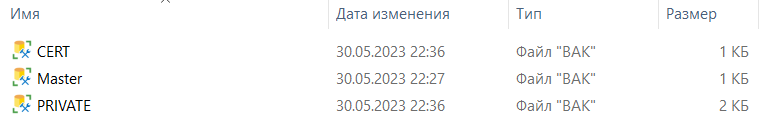 Имя Дата изменения Тип Размер
CERT 30.05.2023 22:36 Файл "BAK" 1 КБ
Master 30.05.2023 22:27 Файл "BAK" 1 КБ
PRIVATE 30.05.2023 22:36 Файл "BAK" 2 КБ